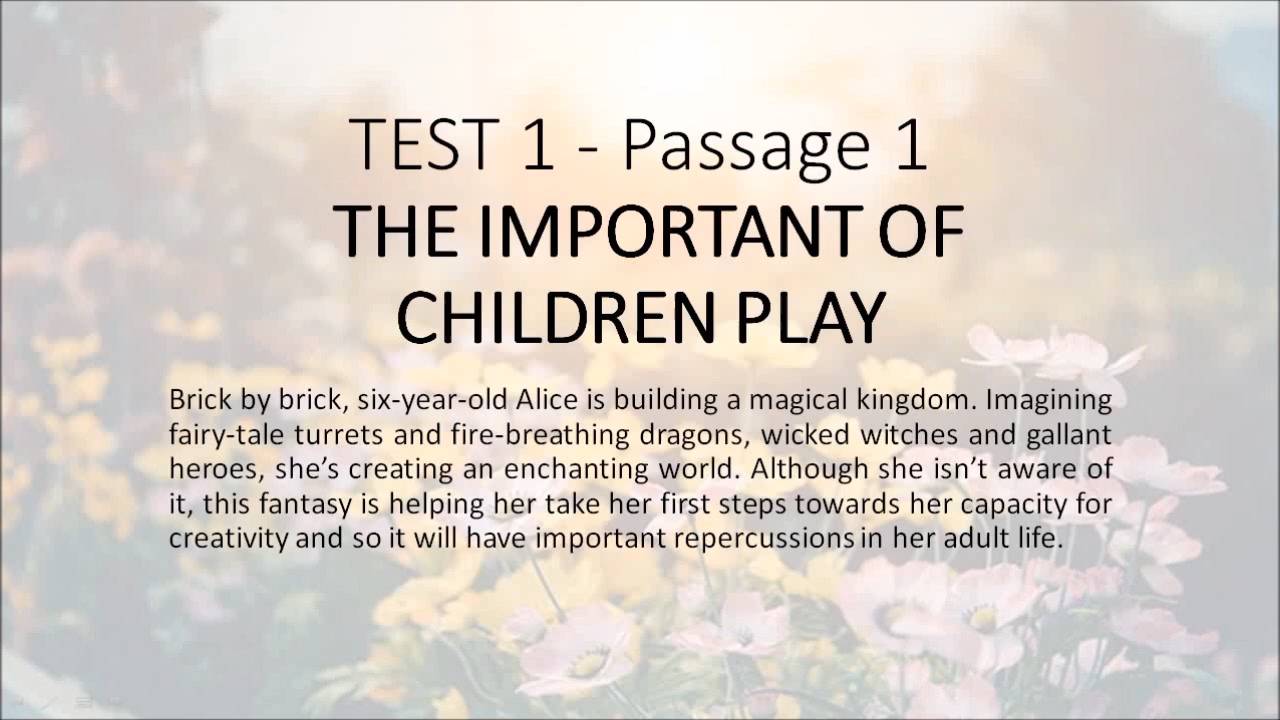 TEST 1 - Passage 1
THE IMPORTANT OF
CHILDREN PLAY
Brick by brick, six-year-old Alice is building a magical kingdom. Imagining
fairy-tale turrets and fire-breathing dragons, wicked witches and gallant
heroes, she’s creating an enchanting world. Although she isn’t aware of
it, this fantasy is helping her take her first steps towards her capacity for
creativity and so it will have important repercussions in her adult life.